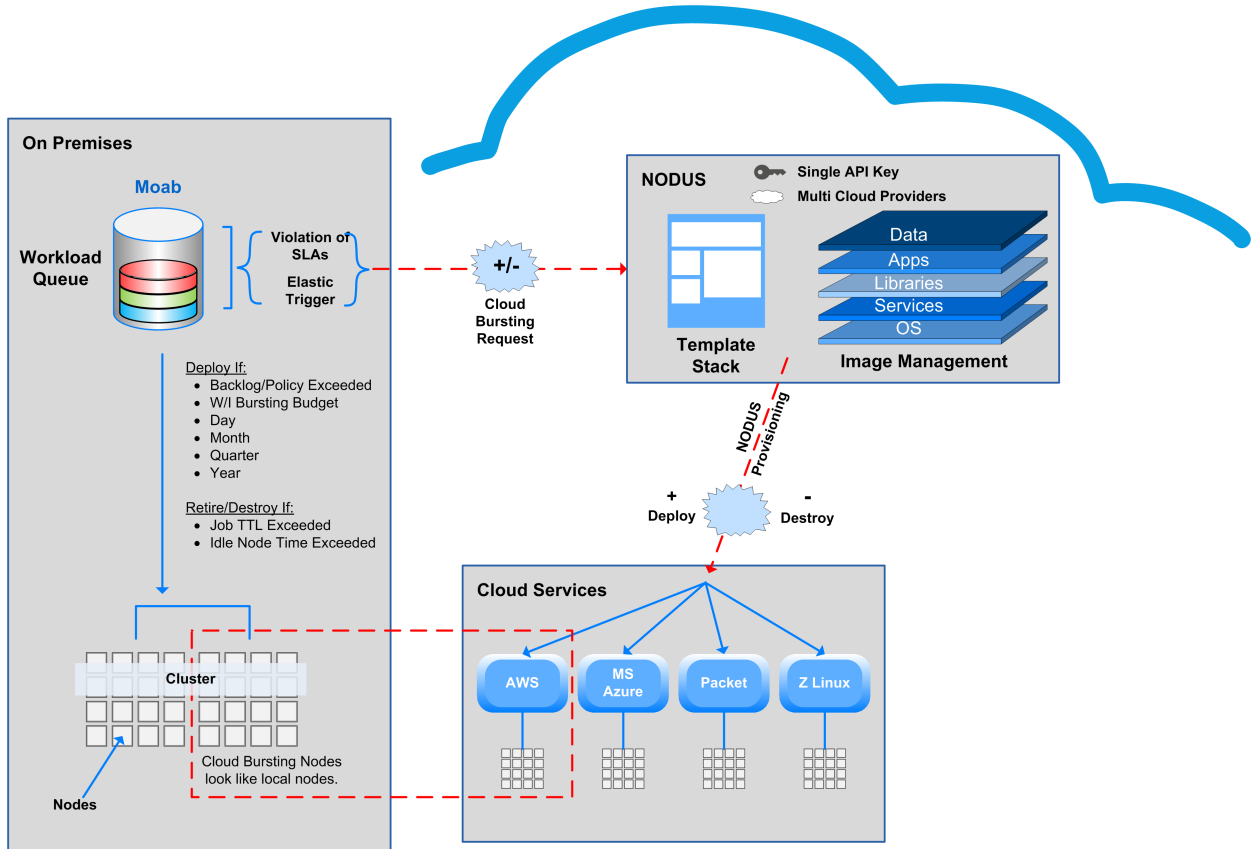 On Premises
Moab
Workload
Queue
Violation of
SLAs
Elastic
Trigger
+/-
Cloud
Bursting
Request
NODUS
Single API Key
Multi Cloud Providers
Template
Stack
Data
Apps
Libraries
Services
OS
Image Management
Deploy If:
• Backlog/Policy Exceeded
• W/I Bursting Budget
• Day
• Month
• Quarter
• Year
Retire/Destroy If:
• Job TTL Exceeded
• Idle Node Time Exceeded
NODUS
Provisioning
+
Deploy
-
Destroy
Cluster
Cloud Bursting Nodes
look like local nodes.
Nodes
Cloud Services
AWS
MS
Azure
Packet
Z Linux